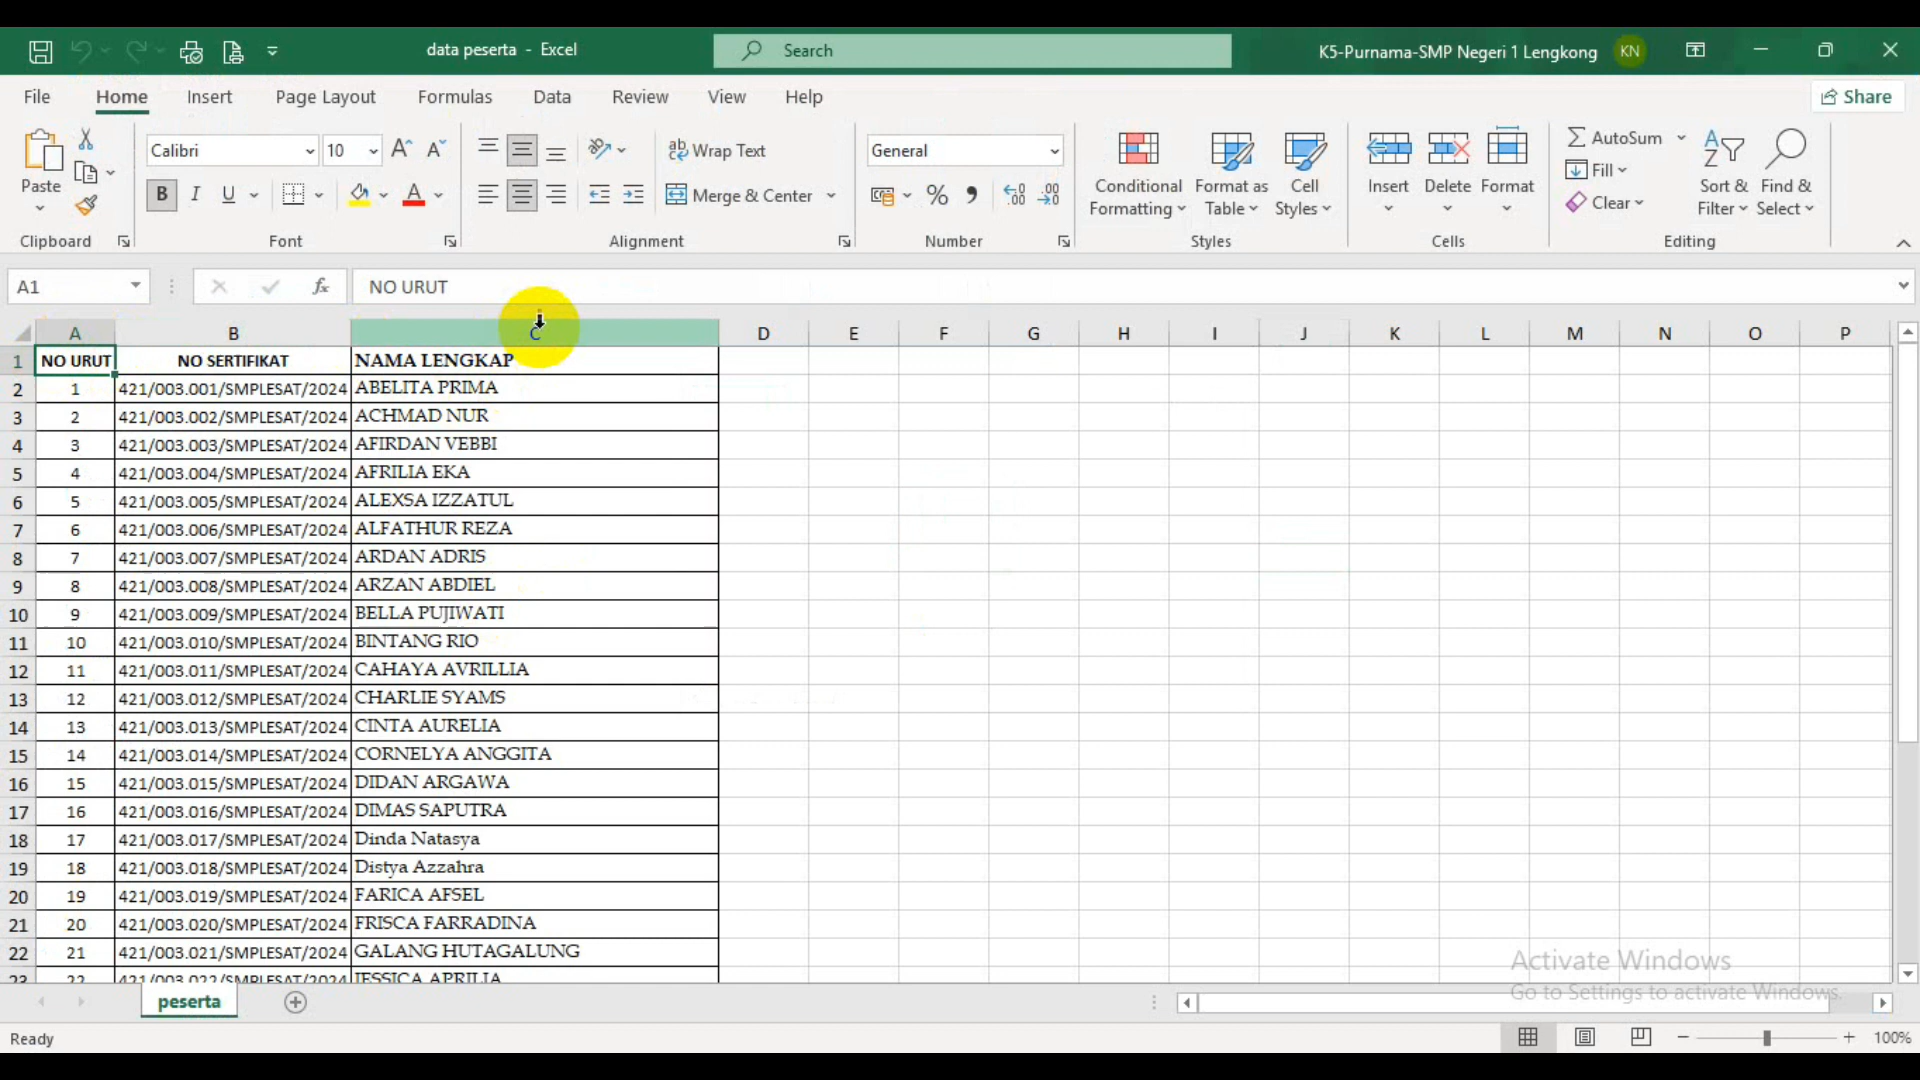 data peserta - Excel
Search
K5-Purnama-SMP Negeri 1 Lengkong KN
File Home Insert Page Layout Formulas Data Review View Help Share
Paste
Clipboard
Calibri 10
B I U
Font
Wrap Text
Merge & Center
Alignment
General
Number
Conditional Formatting
Format as Table
Cell Styles
Styles
Insert Delete Format
Cells
AutoSum
Fill
Clear
Sort & Filter
Find & Select
Editing
A1 fx NO URUT
A B C D E F G H I J K L M N O P
1 NO URUT NO SERTIFIKAT NAMA LENGKAP
2 1 421/003.001/SMPLESAT/2024 ABELITA PRIMA
3 2 421/003.002/SMPLESAT/2024 ACHMAD NUR
4 3 421/003.003/SMPLESAT/2024 AFIRDAN VEBBI
5 4 421/003.004/SMPLESAT/2024 AFRILIA EKA
6 5 421/003.005/SMPLESAT/2024 ALEXSA IZZATUL
7 6 421/003.006/SMPLESAT/2024 ALFATHUR REZA
8 7 421/003.007/SMPLESAT/2024 ARDAN ADRIS
9 8 421/003.008/SMPLESAT/2024 ARZAN ABDIEL
10 9 421/003.009/SMPLESAT/2024 BELLA PUJIWATI
11 10 421/003.010/SMPLESAT/2024 BINTANG RIO
12 11 421/003.011/SMPLESAT/2024 CAHAYA AVRILLIA
13 12 421/003.012/SMPLESAT/2024 CHARLIE SYAMS
14 13 421/003.013/SMPLESAT/2024 CINTA AURELIA
15 14 421/003.014/SMPLESAT/2024 CORNELYA ANGGITA
16 15 421/003.015/SMPLESAT/2024 DIDAN ARGAWA
17 16 421/003.016/SMPLESAT/2024 DIMAS SAPUTRA
18 17 421/003.017/SMPLESAT/2024 Dinda Natasya
19 18 421/003.018/SMPLESAT/2024 Distya Azzahra
20 19 421/003.019/SMPLESAT/2024 FARICA AFSEL
21 20 421/003.020/SMPLESAT/2024 FRISCA FARRADINA
22 21 421/003.021/SMPLESAT/2024 GALANG HUTAGALUNG
23 22 421/003.022/SMPLESAT/2024 JESSICA APRILIA
Activate Windows
Go to Settings to activate Windows.
peserta
Ready
100%